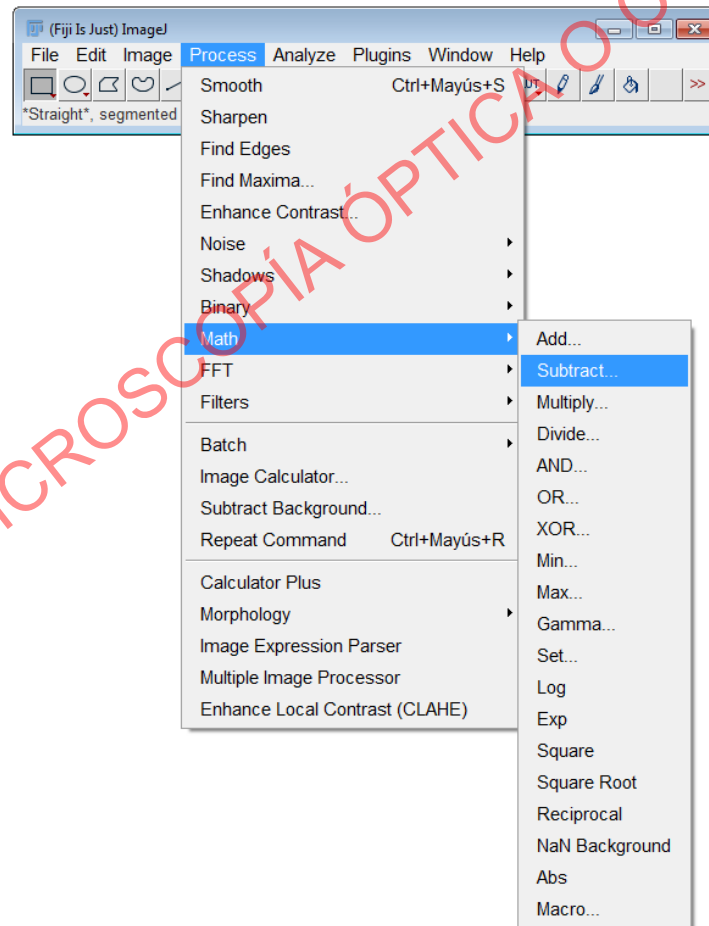 (Fiji Is Just) ImageJ
File Edit Image Process Analyze Plugins Window Help
*Straight*, segmented
>>
Smooth Ctrl+Mayús+S
Sharpen
Find Edges
Find Maxima...
Enhance Contrast...
Noise
Shadows
Binary
Math
FFT
Filters
Batch
Image Calculator...
Subtract Background...
Repeat Command Ctrl+Mayús+R
Calculator Plus
Morphology
Image Expression Parser
Multiple Image Processor
Enhance Local Contrast (CLAHE)
Add...
Subtract...
Multiply...
Divide...
AND...
OR...
XOR...
Min...
Max...
Gamma...
Set...
Log
Exp
Square
Square Root
Reciprocal
NaN Background
Abs
Macro...
ICROSCOPÍA ÓPTICA O